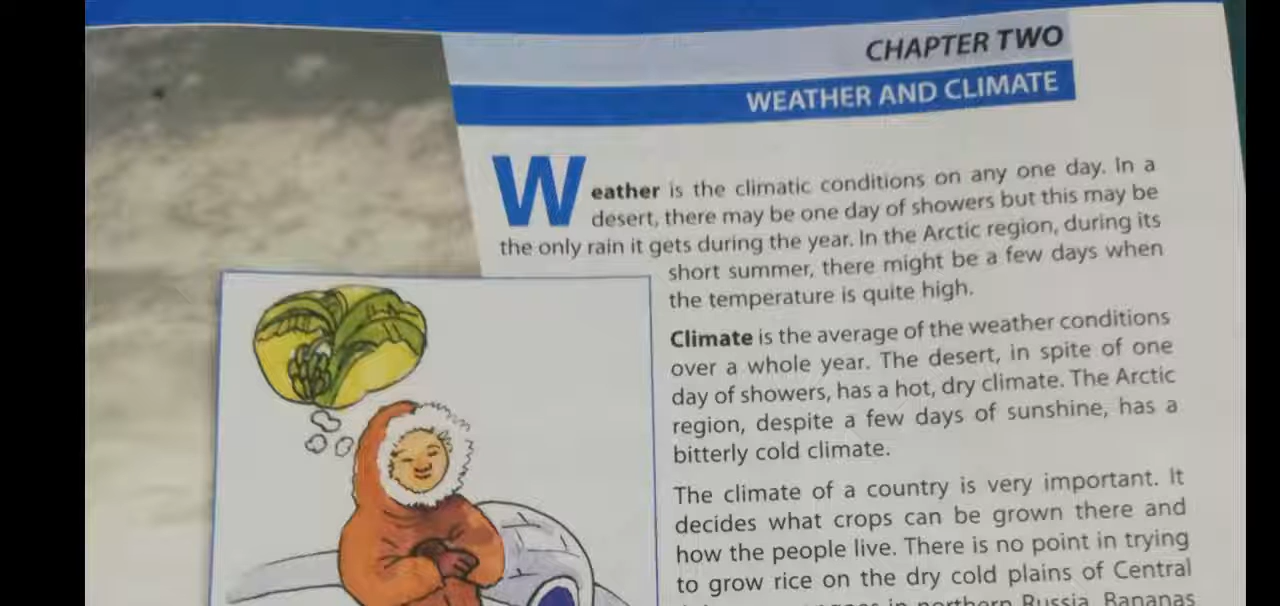 CHAPTER TWO
WEATHER AND CLIMATE
Weather is the climatic conditions on any one day. In a
desert, there may be one day of showers but this may be
the only rain it gets during the year. In the Arctic region, during its
short summer, there might be a few days when
the temperature is quite high.
Climate is the average of the weather conditions
over a whole year. The desert, in spite of one
day of showers, has a hot, dry climate. The Arctic
region, despite a few days of sunshine, has a
bitterly cold climate.
The climate of a country is very important. It
decides what crops can be grown there and
how the people live. There is no point in trying
to grow rice on the dry cold plains of Central
in northern Russia. Bananas